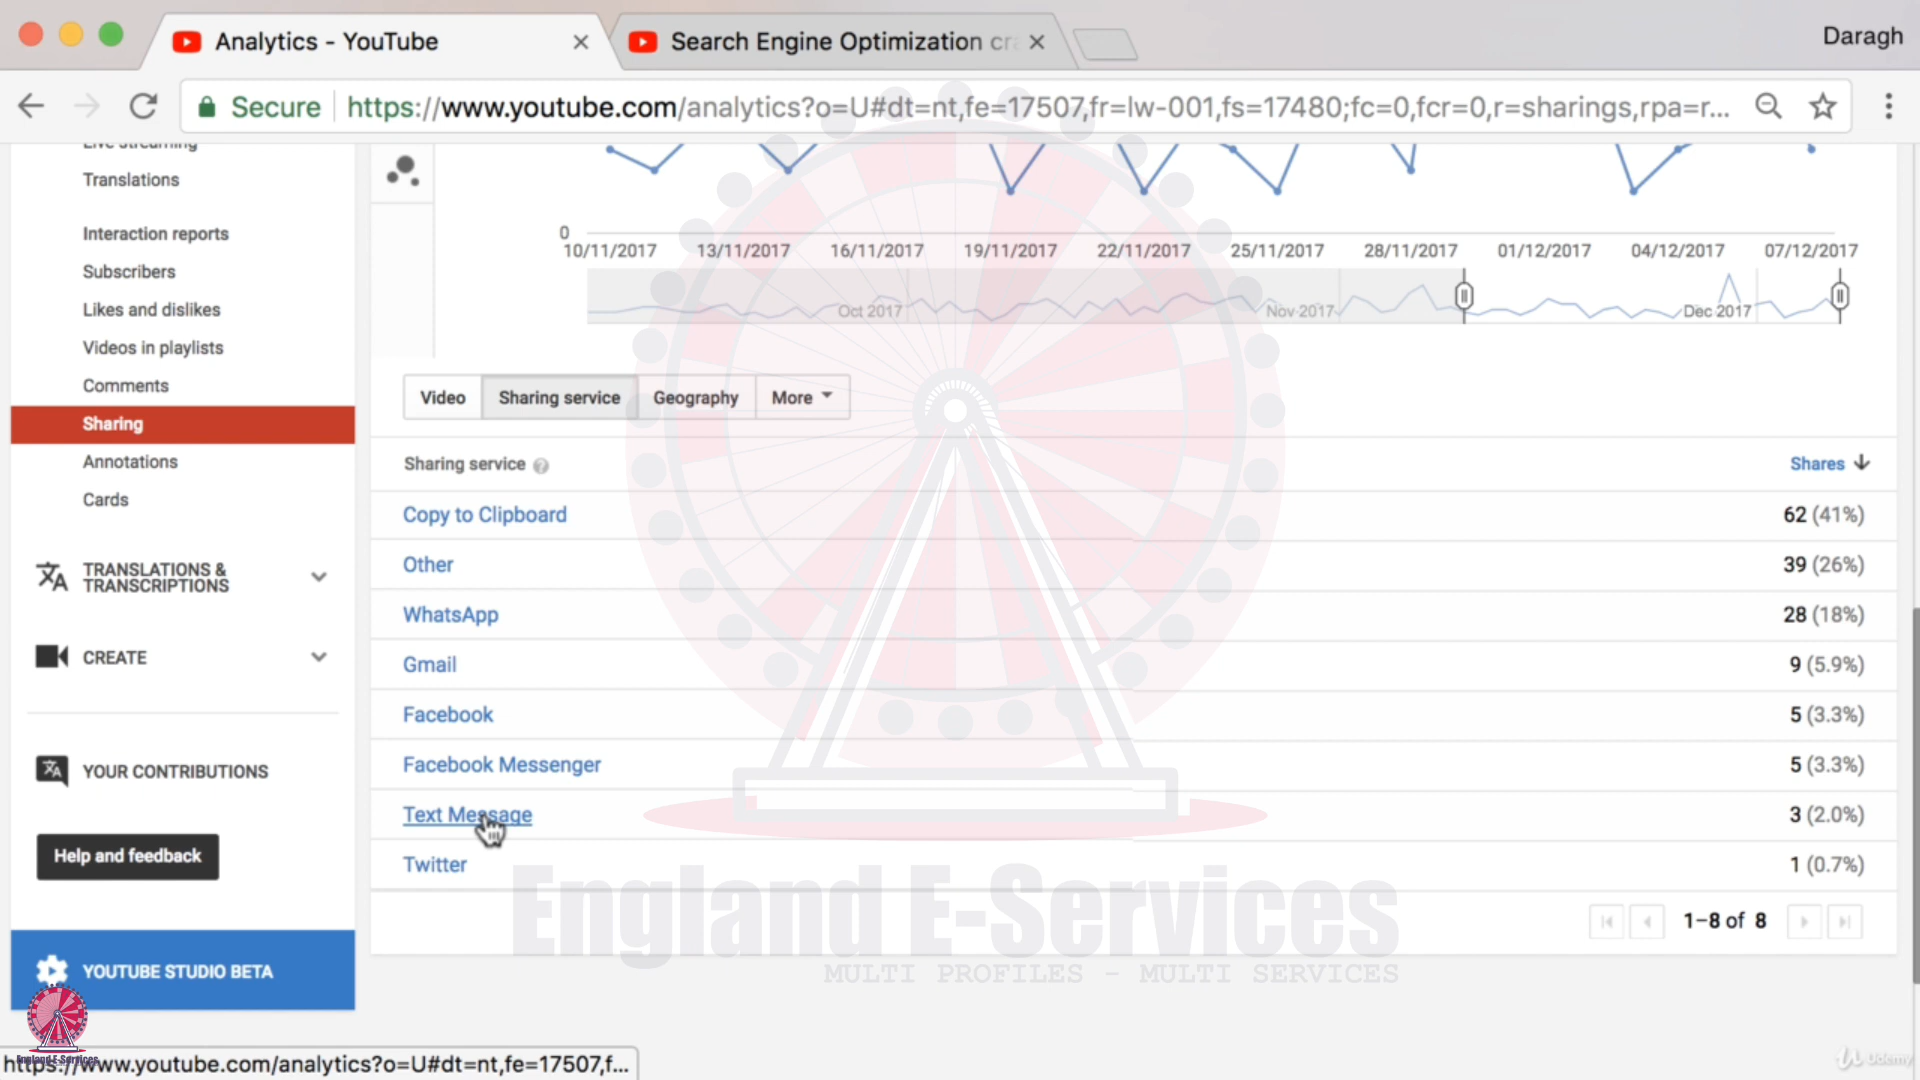 Analytics - YouTube
Search Engine Optimization cr
Daragh
Secure
https://www.youtube.com/analytics?o=U#dt=nt,fe=17507,fr=lw-001,fs=17480;fc=0,fcr=0,r=sharings,rpa=r...
Live streaming
Translations
Interaction reports
Subscribers
Likes and dislikes
Videos in playlists
Comments
Sharing
Annotations
Cards
TRANSLATIONS &
TRANSCRIPTIONS
CREATE
YOUR CONTRIBUTIONS
Help and feedback
YOUTUBE STUDIO BETA
0
10/11/2017 13/11/2017 16/11/2017 19/11/2017 22/11/2017 25/11/2017 28/11/2017 01/12/2017 04/12/2017 07/12/2017
Oct 2017 Nov 2017 Dec 2017
Video Sharing service Geography More
Sharing service ? Shares
Copy to Clipboard 62 (41%)
Other 39 (26%)
WhatsApp 28 (18%)
Gmail 9 (5.9%)
Facebook 5 (3.3%)
Facebook Messenger 5 (3.3%)
Text Message 3 (2.0%)
Twitter 1 (0.7%)
1–8 of 8
England E-Services
MULTI PROFILES - MULTI SERVICES
England E-Services
https://www.youtube.com/analytics?o=U#dt=nt,fe=17507,f...
Udemy